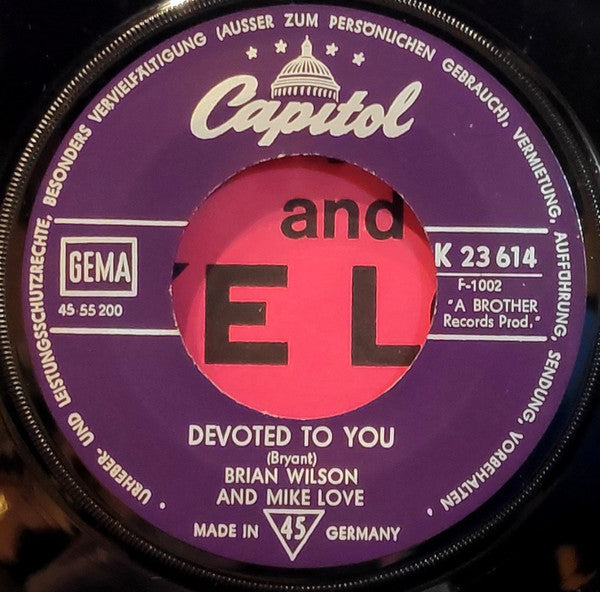 URHEBER- UND LEISTUNGSSCHUTZRECHTE, BESONDERS VERVIELFÄLTIGUNG (AUSSER ZUM PERSÖNLICHEN GEBRAUCH), VERMIETUNG, AUFFÜHRUNG, SENDUNG, VORBEHALTEN
Capitol
and
E L
GEMA
45·55 200
K 23 614
F-1002
"A BROTHER
Records Prod."
DEVOTED TO YOU
(Bryant)
BRIAN WILSON
AND MIKE LOVE
MADE IN 45 GERMANY